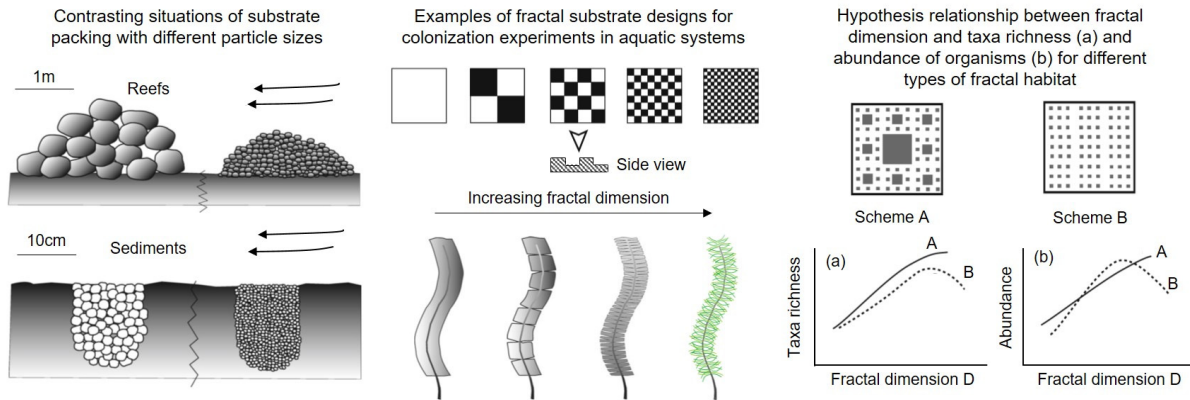 Contrasting situations of substrate
packing with different particle sizes
1m
Reefs
10cm
Sediments
Examples of fractal substrate designs for
colonization experiments in aquatic systems
Side view
Increasing fractal dimension
Hypothesis relationship between fractal
dimension and taxa richness (a) and
abundance of organisms (b) for different
types of fractal habitat
Scheme A
Scheme B
(a)
A
B
Taxa richness
Fractal dimension D
(b)
A
B
Abundance
Fractal dimension D